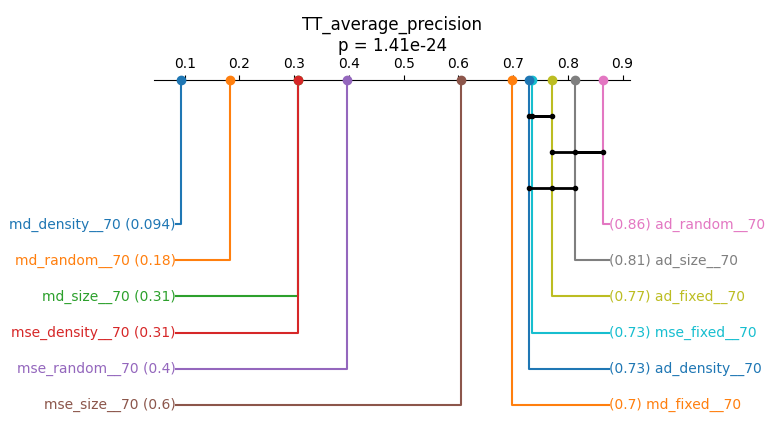 TT_average_precision
p = 1.41e-24
0.1 0.2 0.3 0.4 0.5 0.6 0.7 0.8 0.9
md_density__70 (0.094) (0.86) ad_random__70
md_random__70 (0.18) (0.81) ad_size__70
md_size__70 (0.31) (0.77) ad_fixed__70
mse_density__70 (0.31) (0.73) mse_fixed__70
mse_random__70 (0.4) (0.73) ad_density__70
mse_size__70 (0.6) (0.7) md_fixed__70